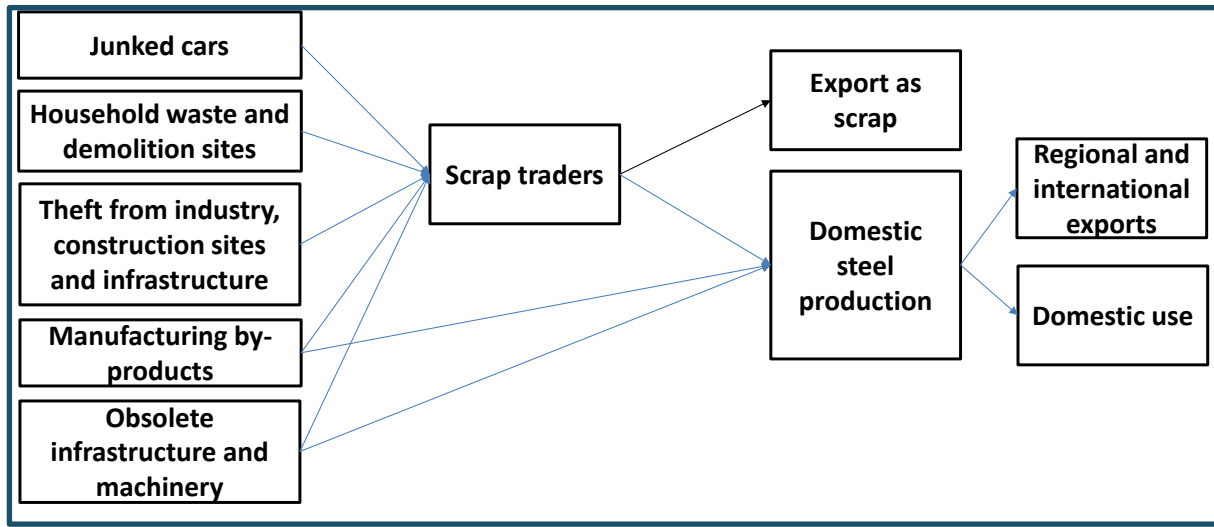 Junked cars
Household waste and
demolition sites
Theft from industry,
construction sites
and infrastructure
Manufacturing by-
products
Obsolete
infrastructure and
machinery
Scrap traders
Export as
scrap
Domestic
steel
production
Regional and
international
exports
Domestic use